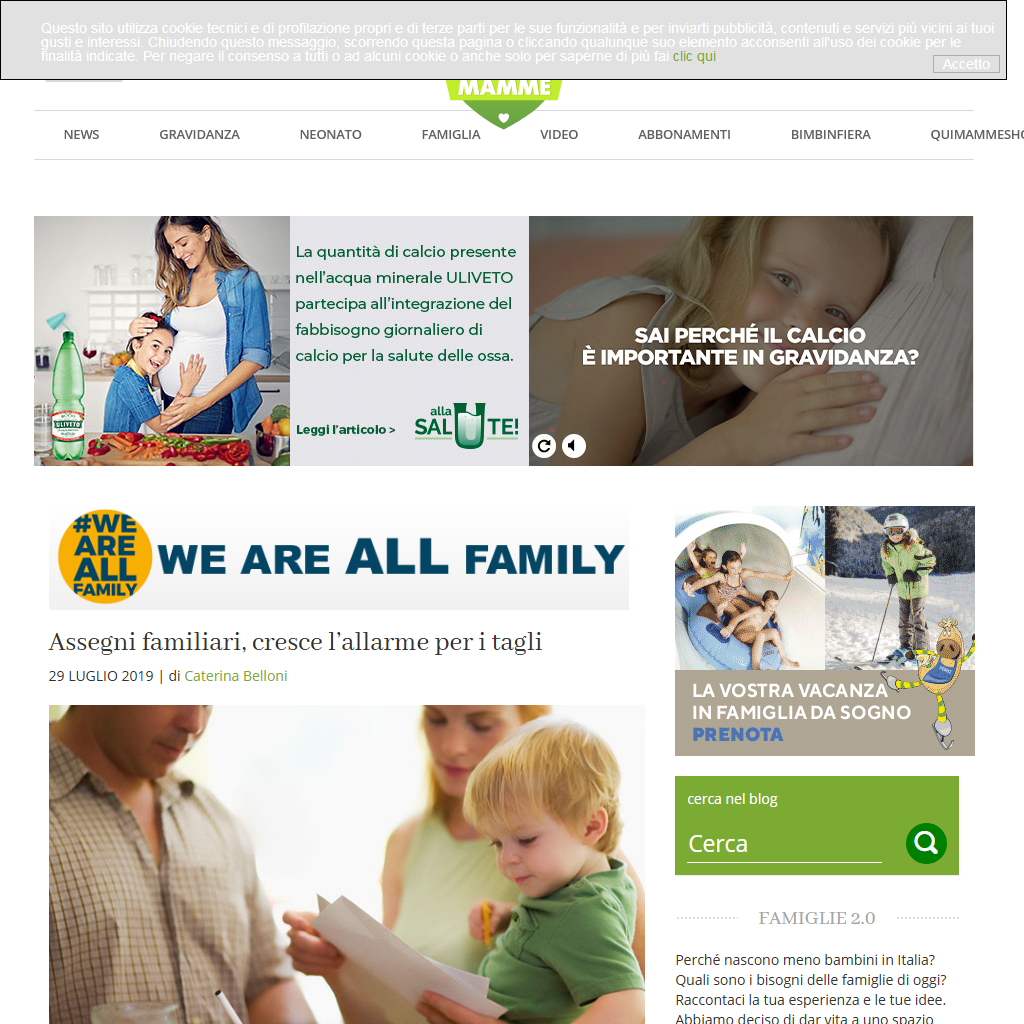 Questo sito utilizza cookie tecnici e di profilazione propri e di terze parti per le sue funzionalità e per inviarti pubblicità, contenuti e servizi più vicini ai tuoi
gusti e interessi. Chiudendo questo messaggio, scorrendo questa pagina o cliccando qualunque suo elemento acconsenti all'uso dei cookie per le
finalità indicate. Per negare il consenso a tutti o ad alcuni cookie o anche solo per saperne di più fai clic qui
Accetto
MAMME
NEWS GRAVIDANZA NEONATO FAMIGLIA VIDEO ABBONAMENTI BIMBINFIERA QUIMAMMESHO
La quantità di calcio presente
nell'acqua minerale ULIVETO
partecipa all'integrazione del
fabbisogno giornaliero di
calcio per la salute delle ossa.
Leggi l'articolo >
alla
SALUTE!
ULIVETO
SAI PERCHÉ IL CALCIO
È IMPORTANTE IN GRAVIDANZA?
#WE
ARE
ALL
FAMILY
WE ARE ALL FAMILY
Assegni familiari, cresce l'allarme per i tagli
29 LUGLIO 2019 | di Caterina Belloni
LA VOSTRA VACANZA
IN FAMIGLIA DA SOGNO
PRENOTA
cerca nel blog
Cerca
FAMIGLIE 2.0
Perché nascono meno bambini in Italia?
Quali sono i bisogni delle famiglie di oggi?
Raccontaci la tua esperienza e le tue idee.
Abbiamo deciso di dar vita a uno spazio